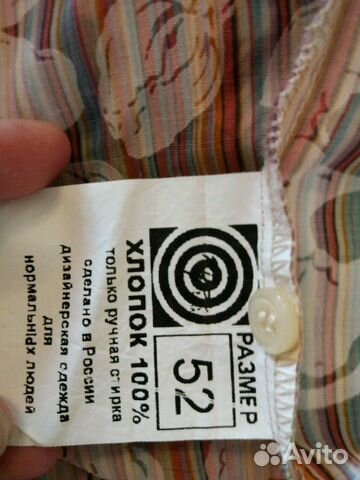 РАЗМЕР
52
ХЛОПОК 100%
только ручная стирка
сделано в России
дизайнерская одежда
для
нормальных людей
Avito